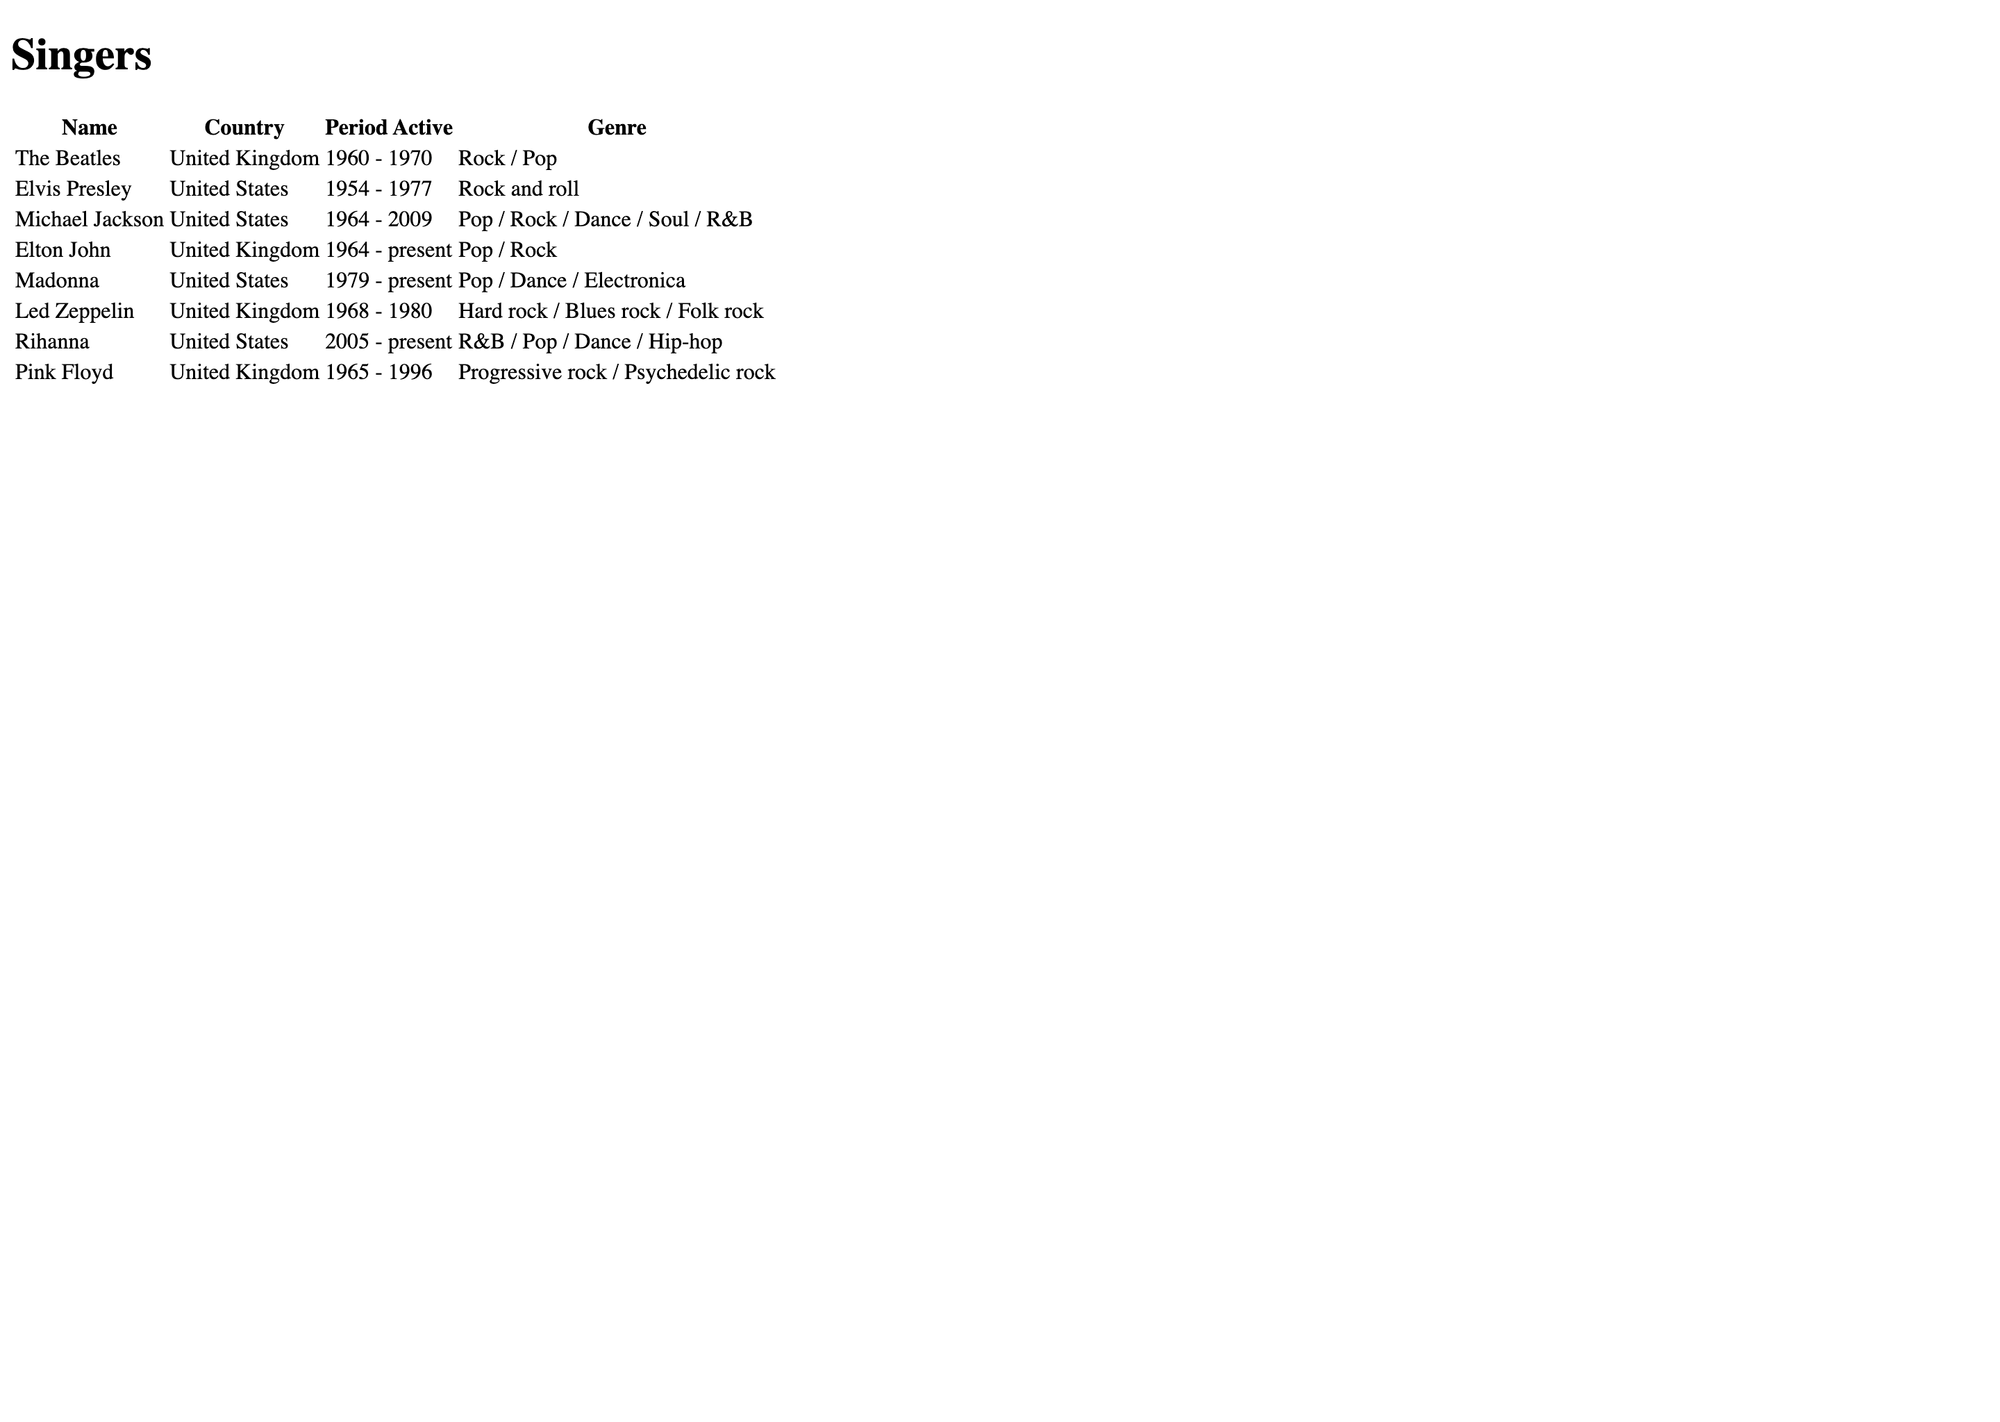 Singers
Name Country Period Active Genre
The Beatles United Kingdom 1960 - 1970 Rock / Pop
Elvis Presley United States 1954 - 1977 Rock and roll
Michael Jackson United States 1964 - 2009 Pop / Rock / Dance / Soul / R&B
Elton John United Kingdom 1964 - present Pop / Rock
Madonna United States 1979 - present Pop / Dance / Electronica
Led Zeppelin United Kingdom 1968 - 1980 Hard rock / Blues rock / Folk rock
Rihanna United States 2005 - present R&B / Pop / Dance / Hip-hop
Pink Floyd United Kingdom 1965 - 1996 Progressive rock / Psychedelic rock